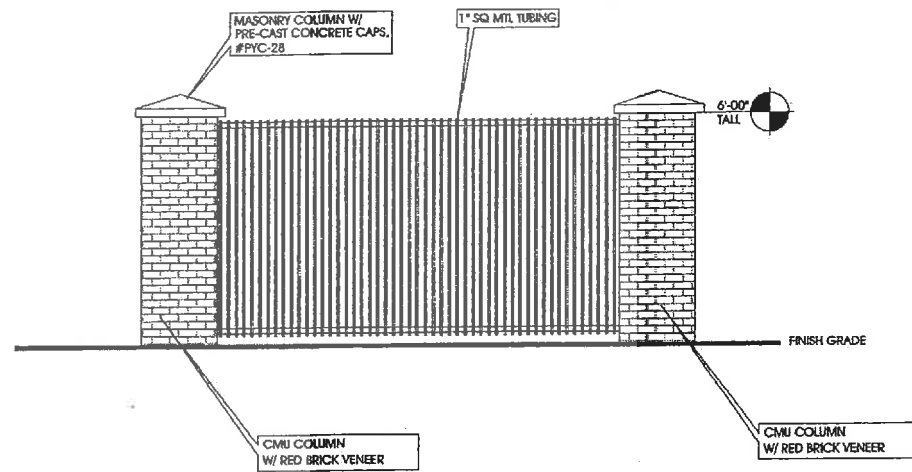 MASONRY COLUMN W/
PRE-CAST CONCRETE CAPS,
#PYC-28
1" SQ MTL TUBING
6'-00"
TALL
FINISH GRADE
CMU COLUMN
W/ RED BRICK VENEER
CMU COLUMN
W/ RED BRICK VENEER